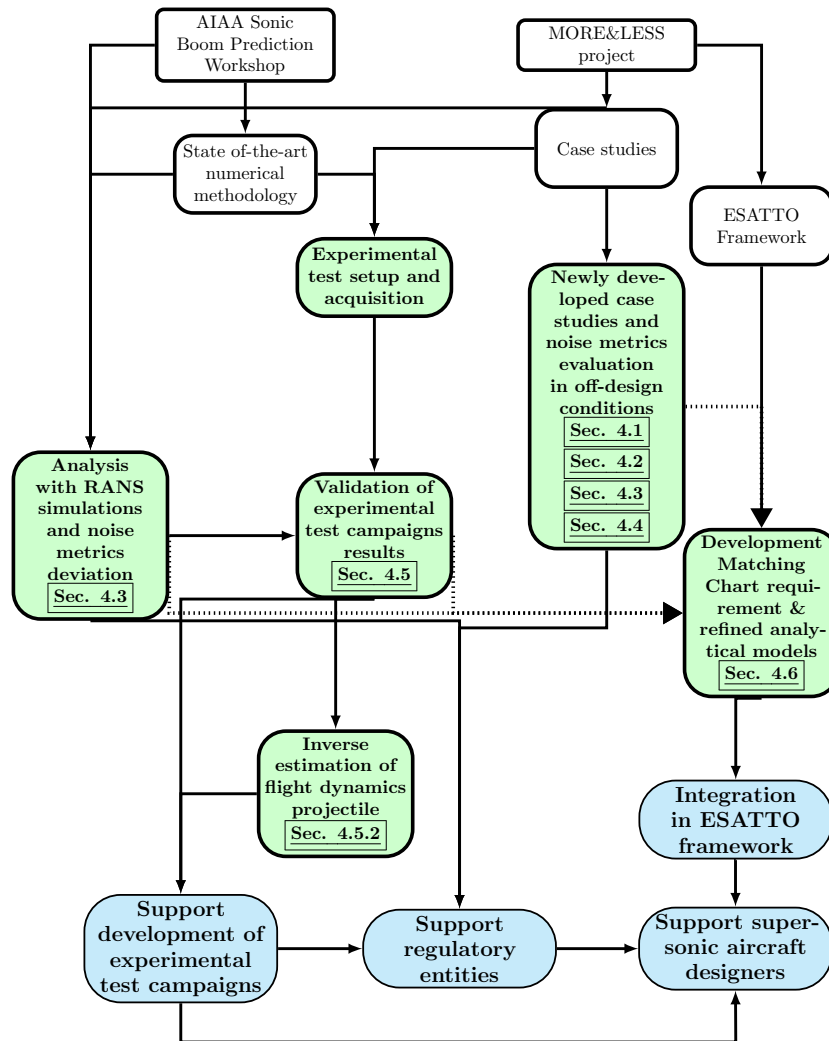 AIAA Sonic
Boom Prediction
Workshop
MORE&LESS
project
State of-the-art
numerical
methodology
Case studies
ESATTO
Framework
Experimental
test setup and
acquisition
Newly deve-
loped case
studies and
noise metrics
evaluation
in off-design
conditions
Sec. 4.1
Sec. 4.2
Sec. 4.3
Sec. 4.4
Analysis
with RANS
simulations
and noise
metrics
deviation
Sec. 4.3
Validation of
experimental
test campaigns
results
Sec. 4.5
Development
Matching
Chart requi-
rement &
refined analy-
tical models
Sec. 4.6
Inverse
estimation of
flight dynamics
projectile
Sec. 4.5.2
Integration
in ESATTO
framework
Support
development of
experimental
test campaigns
Support
regulatory
entities
Support super-
sonic aircraft
designers